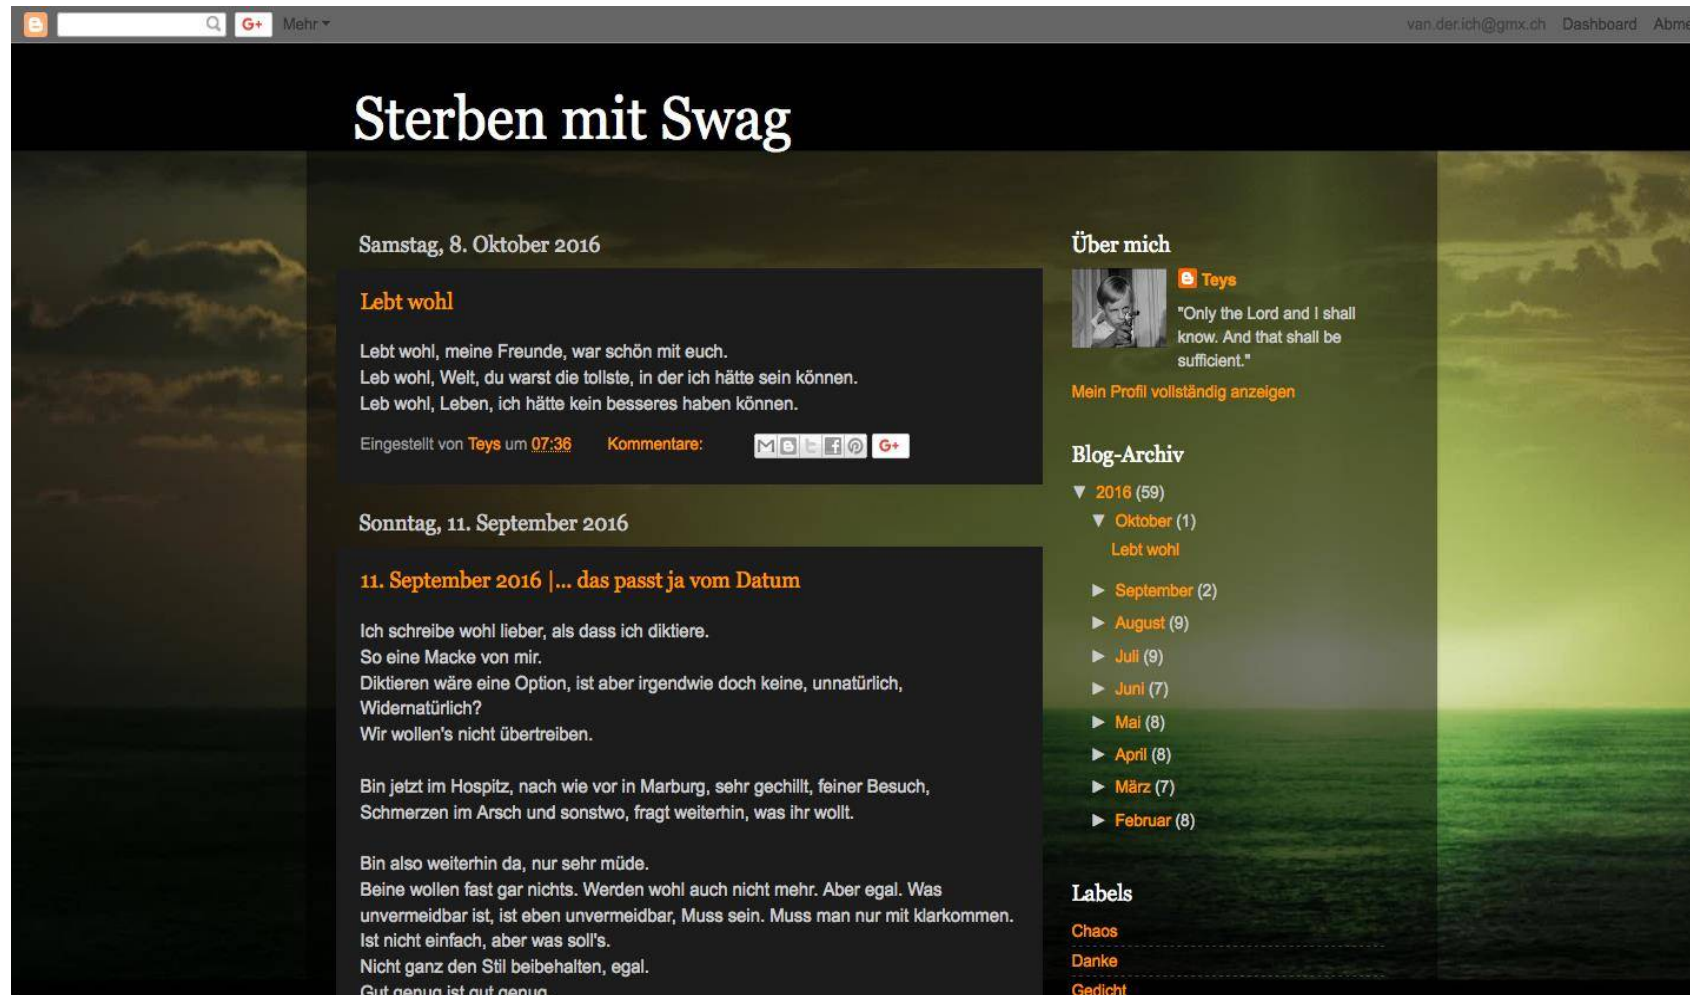 G+ Mehr
van.der.ich@gmx.ch Dashboard
Sterben mit Swag
Samstag, 8. Oktober 2016
Lebt wohl
Lebt wohl, meine Freunde, war schön mit euch.
Leb wohl, Welt, du warst die tollste, in der ich hätte sein können.
Leb wohl, Leben, ich hätte kein besseres haben können.
Eingestellt von Teys um 07:36 Kommentare:
G+
Sonntag, 11. September 2016
11. September 2016 |... das passt ja vom Datum
Ich schreibe wohl lieber, als dass ich diktiere.
So eine Macke von mir.
Diktieren wäre eine Option, ist aber irgendwie doch keine, unnatürlich,
Widernatürlich?
Wir wollen's nicht übertreiben.
Bin jetzt im Hospitz, nach wie vor in Marburg, sehr gechillt, feiner Besuch,
Schmerzen im Arsch und sonstwo, fragt weiterhin, was ihr wollt.
Bin also weiterhin da, nur sehr müde.
Beine wollen fast gar nichts. Werden wohl auch nicht mehr. Aber egal. Was
unvermeidbar ist, ist eben unvermeidbar, Muss sein. Muss man nur mit klarkommen.
Ist nicht einfach, aber was soll's.
Nicht ganz den Stil beibehalten, egal.
Gut genug ist gut genug
Über mich
Teys
"Only the Lord and I shall
know. And that shall be
sufficient."
Mein Profil vollständig anzeigen
Blog-Archiv
▼ 2016 (59)
▼ Oktober (1)
Lebt wohl
► September (2)
► August (9)
► Juli (9)
► Juni (7)
► Mai (8)
► April (8)
► März (7)
► Februar (8)
Labels
Chaos
Danke
Gedicht